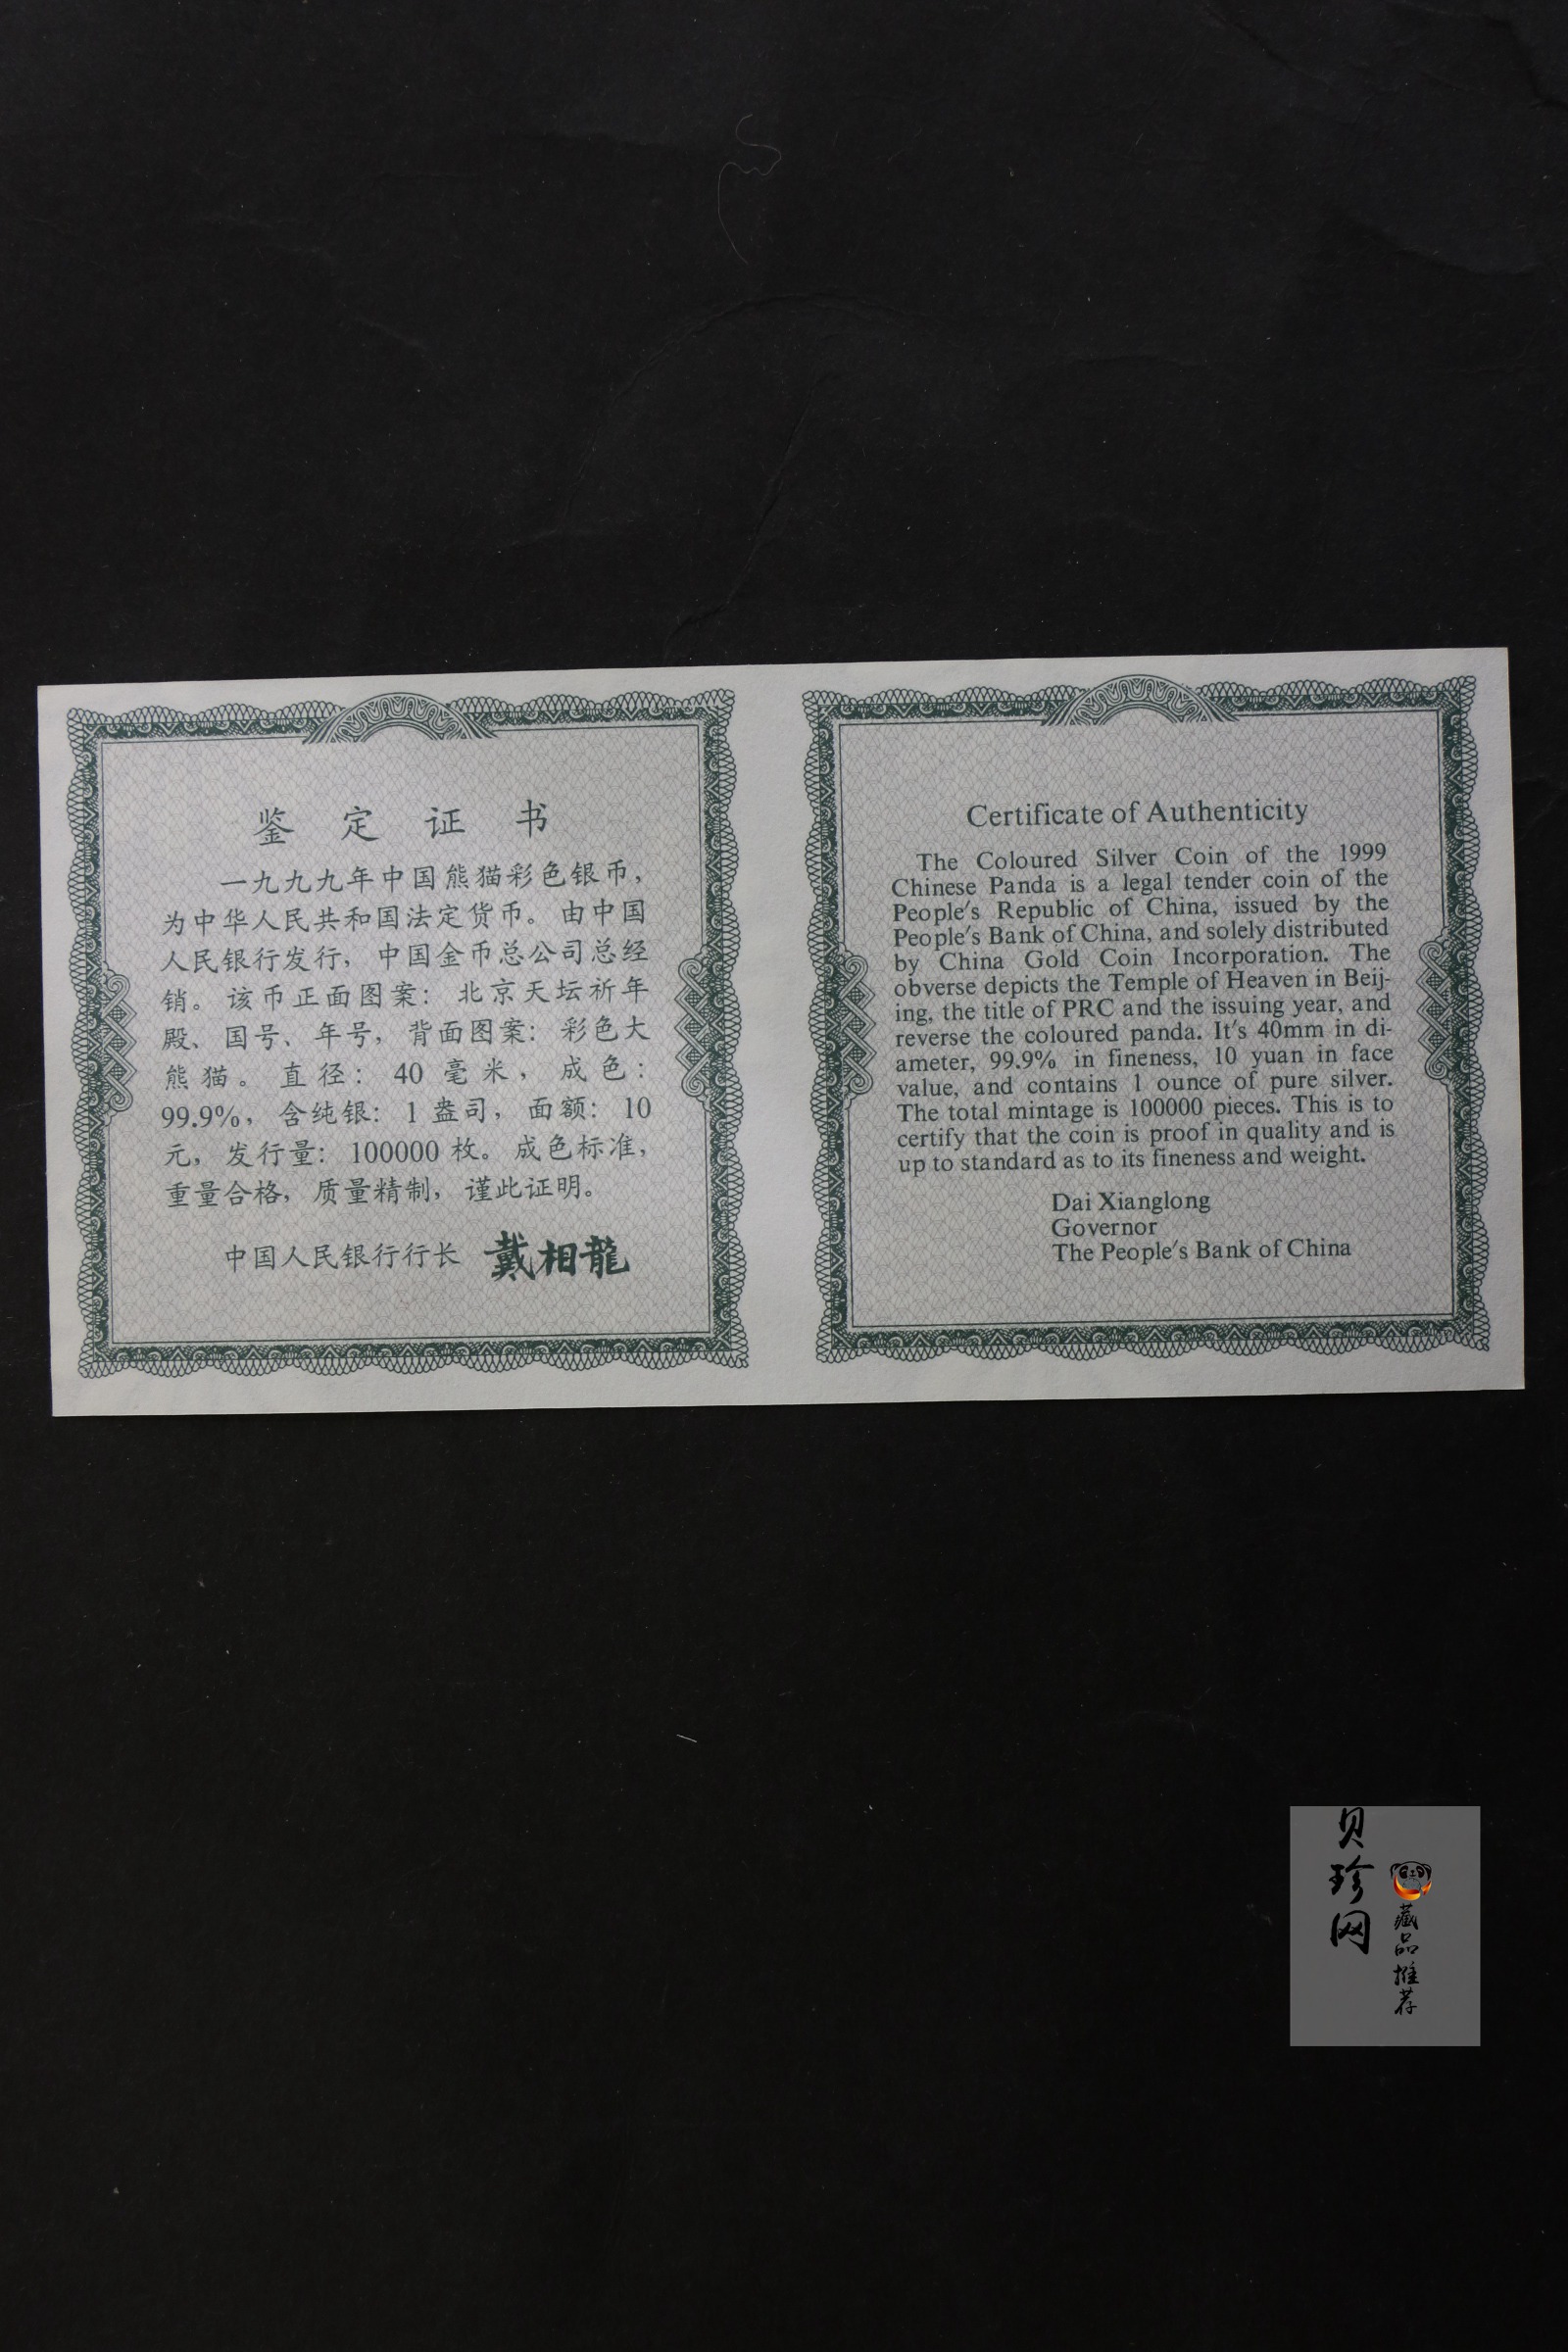 鉴定证书
一九九九年中国熊猫彩色银币，
为中华人民共和国法定货币。由中国
人民银行发行，中国金币总公司总经
销。该币正面图案：北京天坛祈年
殿、国号、年号，背面图案：彩色大
熊猫。直径：40毫米，成色：
99.9%，含纯银：1盎司，面额：10
元，发行量：100000枚。成色标准，
重量合格，质量精制，谨此证明。
中国人民银行行长 戴相龍
Certificate of Authenticity
The Coloured Silver Coin of the 1999
Chinese Panda is a legal tender coin of the
People's Republic of China, issued by the
People's Bank of China, and solely distributed
by China Gold Coin Incorporation. The
obverse depicts the Temple of Heaven in Beij-
ing, the title of PRC and the issuing year, and
reverse the coloured panda. It's 40mm in di-
ameter, 99.9% in fineness, 10 yuan in face
value, and contains 1 ounce of pure silver.
The total mintage is 100000 pieces. This is to
certify that the coin is proof in quality and is
up to standard as to its fineness and weight.
Dai Xianglong
Governor
The People's Bank of China
贝珍网
藏品推荐